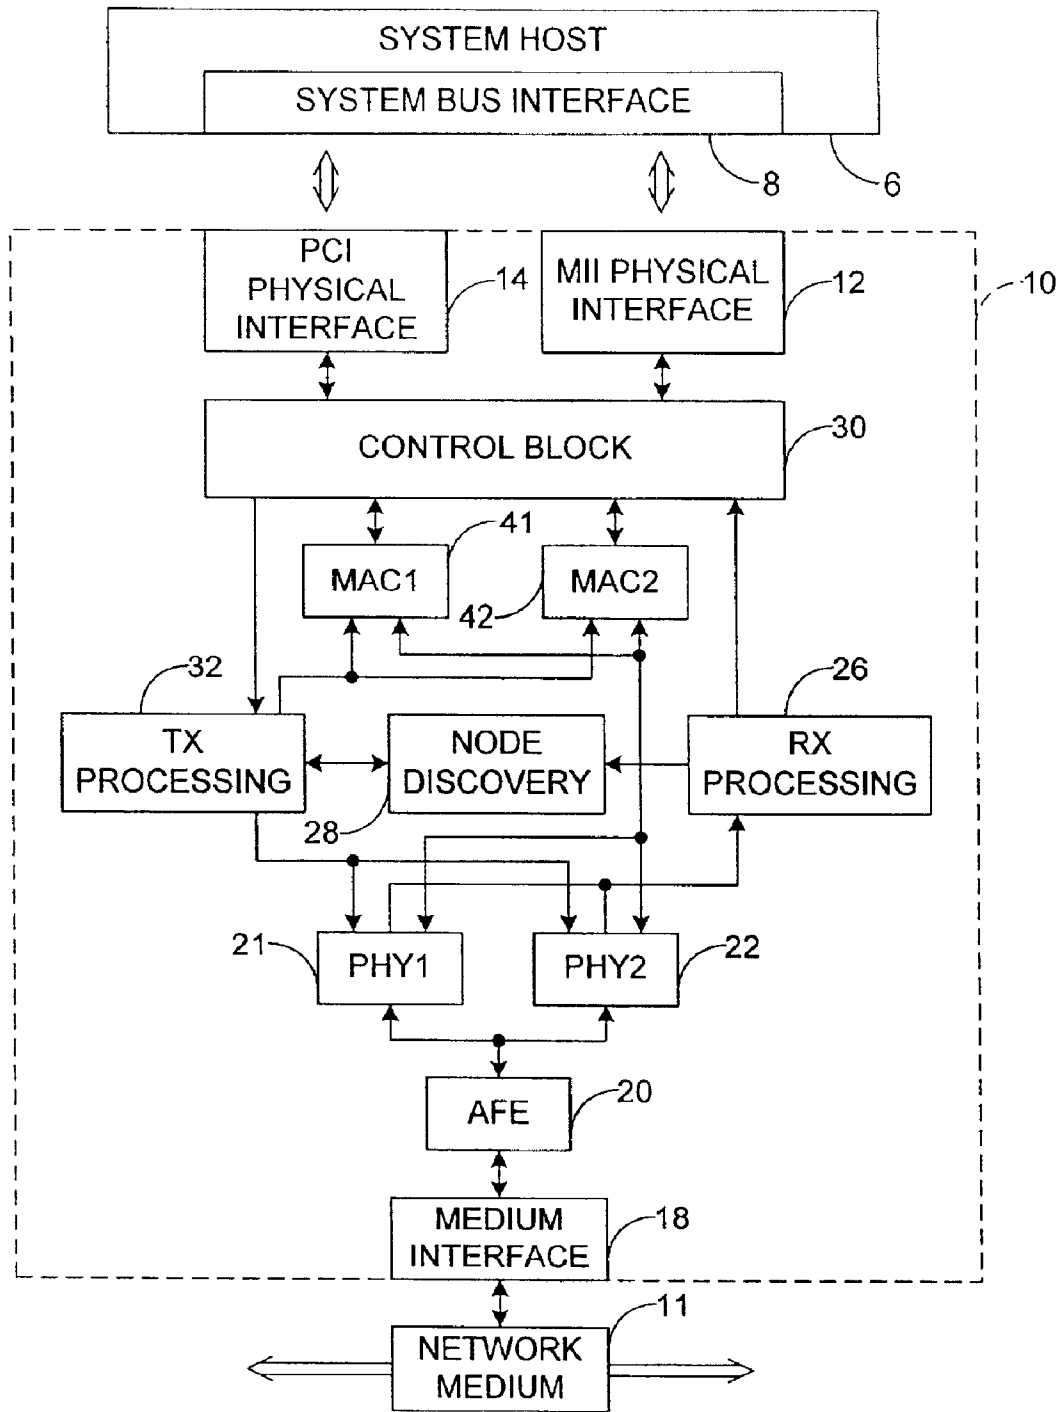 SYSTEM HOST
SYSTEM BUS INTERFACE
8
6
PCI
PHYSICAL
INTERFACE
14
MII PHYSICAL
INTERFACE
12
10
CONTROL BLOCK
30
41
MAC1
42
MAC2
32
26
TX
PROCESSING
NODE
DISCOVERY
28
RX
PROCESSING
21
PHY1
PHY2
22
AFE
20
MEDIUM
INTERFACE
18
11
NETWORK
MEDIUM